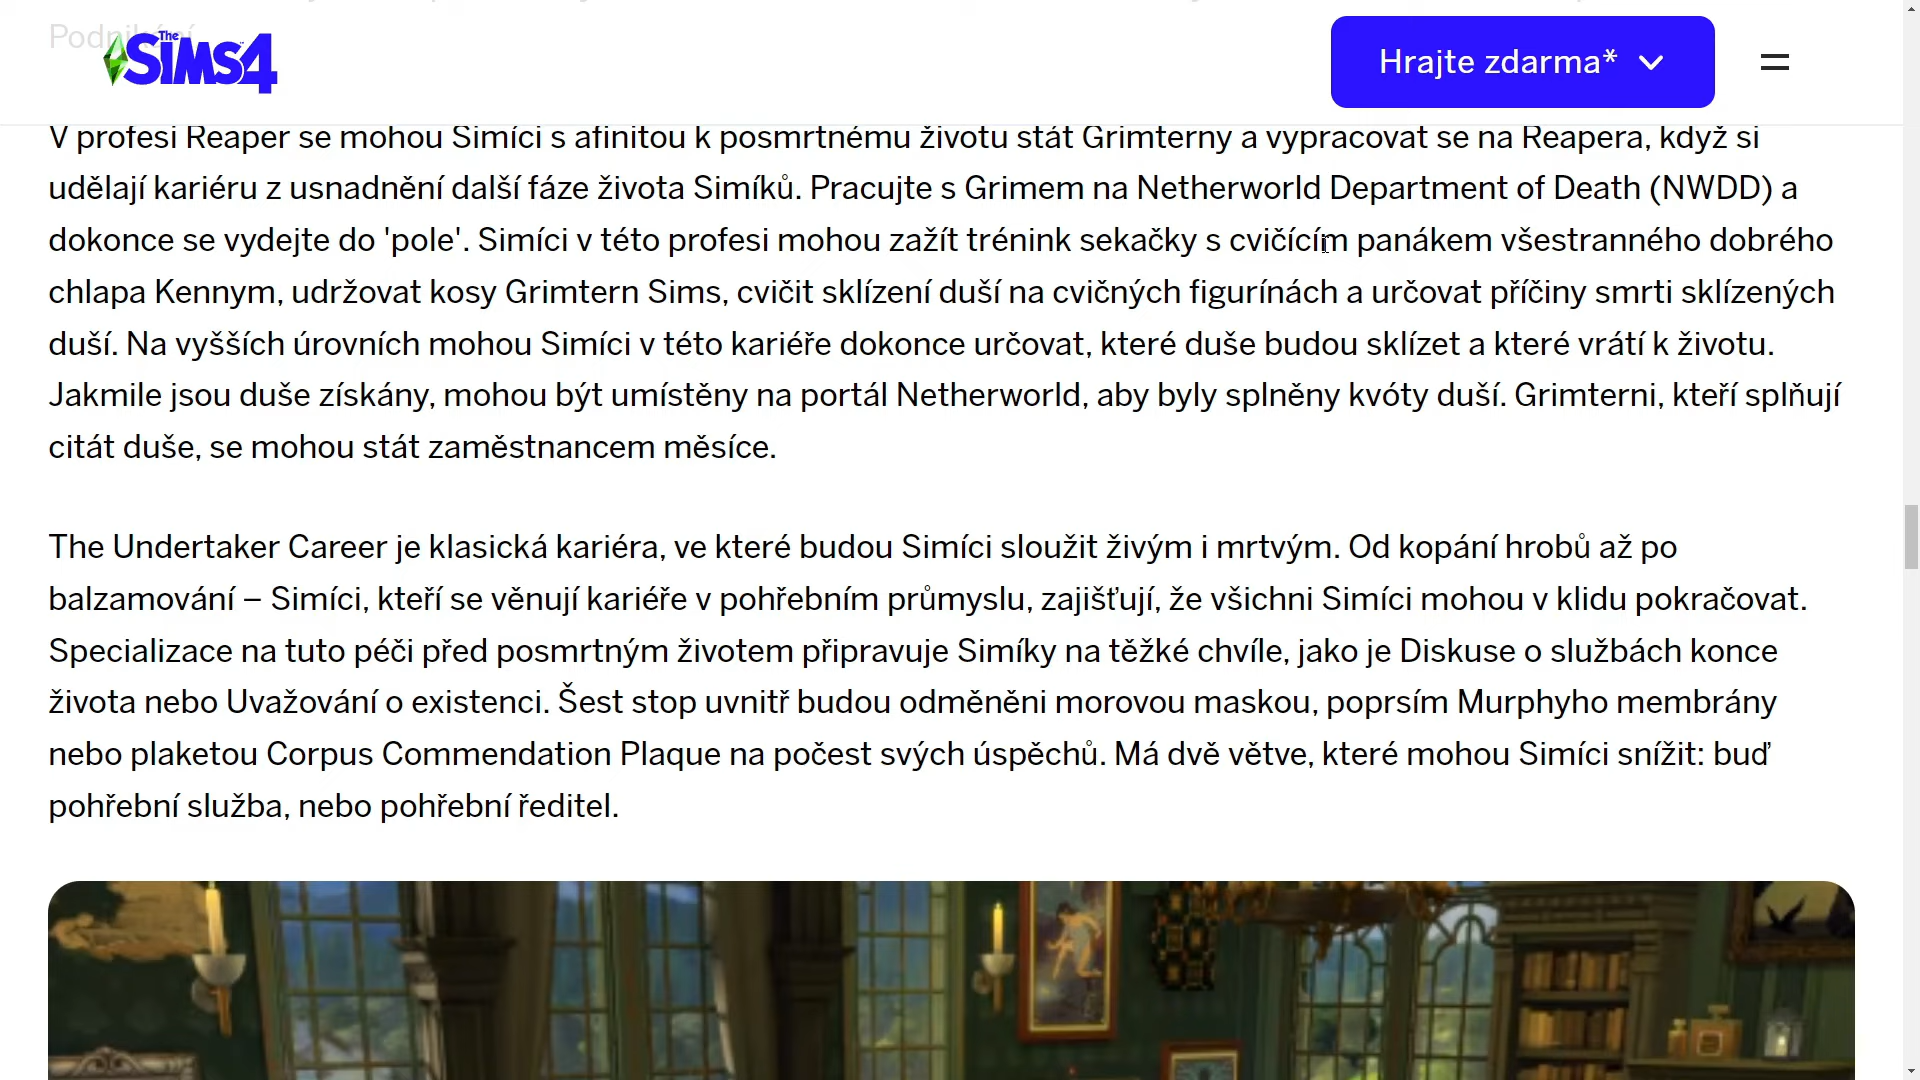 Podnikání
The Sims 4
Hrajte zdarma*
V profesi Reaper se mohou Simíci s afinitou k posmrtnému životu stát Grimterny a vypracovat se na Reapera, když si
udělají kariéru z usnadnění další fáze života Simíků. Pracujte s Grimem na Netherworld Department of Death (NWDD) a
dokonce se vydejte do 'pole'. Simíci v této profesi mohou zažít trénink sekačky s cvičícím panákem všestranného dobrého
chlapa Kennym, udržovat kosy Grimtern Sims, cvičit sklízení duší na cvičných figurínách a určovat příčiny smrti sklízených
duší. Na vyšších úrovních mohou Simíci v této kariéře dokonce určovat, které duše budou sklízet a které vrátí k životu.
Jakmile jsou duše získány, mohou být umístěny na portál Netherworld, aby byly splněny kvóty duší. Grimterni, kteří splňují
citát duše, se mohou stát zaměstnancem měsíce.
The Undertaker Career je klasická kariéra, ve které budou Simíci sloužit živým i mrtvým. Od kopání hrobů až po
balzamování – Simíci, kteří se věnují kariéře v pohřebním průmyslu, zajišťují, že všichni Simíci mohou v klidu pokračovat.
Specializace na tuto péči před posmrtným životem připravuje Simíky na těžké chvíle, jako je Diskuse o službách konce
života nebo Uvažování o existenci. Šest stop uvnitř budou odměněni morovou maskou, poprsím Murphyho membrány
nebo plaketou Corpus Commendation Plaque na počest svých úspěchů. Má dvě větve, které mohou Simíci snížit: buď
pohřební služba, nebo pohřební ředitel.